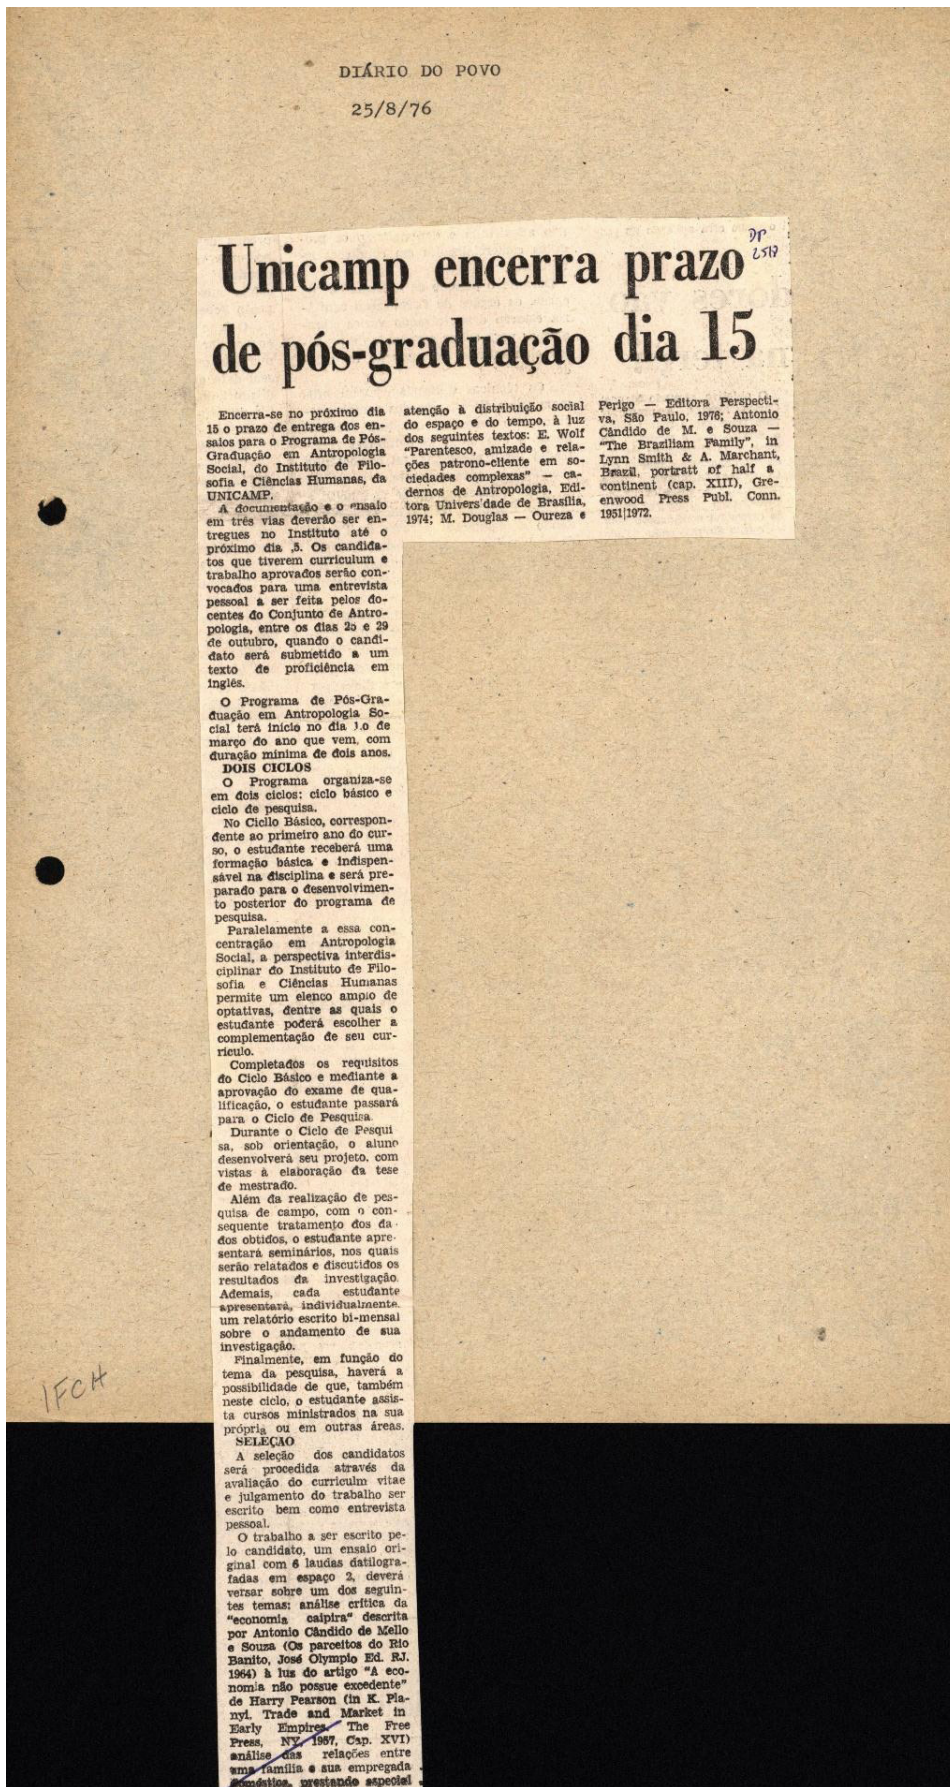 DIÁRIO DO POVO
25/8/76
DP
Unicamp encerra prazo
de pós-graduação dia 15
Encerra-se no próximo dia
15 o prazo de entrega dos en-
saios para o Programa de Pós-
Graduação em Antropologia
Social, do Instituto de Filo-
sofia e Ciências Humanas, da
UNICAMP.
A documentação e o ensaio
em três vias deverão ser en-
tregues no Instituto até o
próximo dia .5. Os candida-
tos que tiverem curriculum e
trabalho aprovados serão con-
vocados para uma entrevista
pessoal a ser feita pelos do-
centes do Conjunto de Antro-
pologia, entre os dias 25 e 29
de outubro, quando o candi-
dato será submetido a um
texto de proficiência em
inglês.
O Programa de Pós-Gra-
duação em Antropologia So-
cial terá início no dia 1.o de
março do ano que vem, com
duração mínima de dois anos.
DOIS CICLOS
O Programa organiza-se
em dois ciclos: ciclo básico e
ciclo de pesquisa.
No Cicllo Básico, correspon-
dente ao primeiro ano do cur-
so, o estudante receberá uma
formação básica e indispen-
sável na disciplina e será pre-
parado para o desenvolvimen-
to posterior do programa de
pesquisa.
Paralelamente a essa con-
centração em Antropologia
Social, a perspectiva interdis-
ciplinar do Instituto de Filo-
sofia e Ciências Humanas
permite um elenco amplo de
optativas, dentre as quais o
estudante poderá escolher a
complementação de seu cur-
rículo.
Completados os requisitos
do Ciclo Básico e mediante a
aprovação do exame de qua-
lificação, o estudante passará
para o Ciclo de Pesquisa.
Durante o Ciclo de Pesqui
sa, sob orientação, o aluno
desenvolverá seu projeto, com
vistas à elaboração da tese
de mestrado.
Além da realização de pes-
quisa de campo, com o con-
sequente tratamento dos da-
dos obtidos, o estudante apre-
sentará seminários, nos quais
serão relatados e discutidos os
resultados da investigação.
Ademais, cada estudante
apresentará, individualmente.
um relatório escrito bi-mensal
sobre o andamento de sua
investigação.
Finalmente, em função do
tema da pesquisa, haverá a
possibilidade de que, também
neste ciclo, o estudante assis-
ta cursos ministrados na sua
própria ou em outras áreas.
SELEÇÃO
A seleção dos candidatos
será procedida através da
avaliação do curriculm vitae
e julgamento do trabalho ser
escrito bem como entrevista
pessoal.
O trabalho a ser escrito pe-
lo candidato, um ensaio ori-
ginal com 6 laudas datilogra-
fadas em espaço 2, deverá
versar sobre um dos seguin-
tes temas: análise crítica da
"economia caipira" descrita
por Antonio Cândido de Mello
e Souza (Os parceitos do Rio
Banito, José Olympio Ed. RJ.
1964) à luz do artigo "A eco-
nomia não possue excedente"
de Harry Pearson (in K. Pla-
nyi. Trade and Market in
Early Empires. The Free
Press, NY, 1957, Cap. XVI)
análise das relações entre
uma família e sua empregada
doméstica, prestando especial
atenção à distribuição social
do espaço e do tempo, à luz
dos seguintes textos: E. Wolf
"Parentesco, amizade e rela-
ções patrono-cliente em so-
ciedades complexas" — ca-
dernos de Antropologia, Edi-
tora Univers'dade de Brasília,
1974; M. Douglas — Oureza e
Perigo — Editora Perspecti-
va, São Paulo, 1976; Antonio
Cândido de M. e Souza —
"The Braziliam Family", in
Lynn Smith & A. Marchant,
Brazil, portratt of half a
continent (cap. XIII), Gre-
enwood Press Publ. Conn.
1951|1972.
IFCH